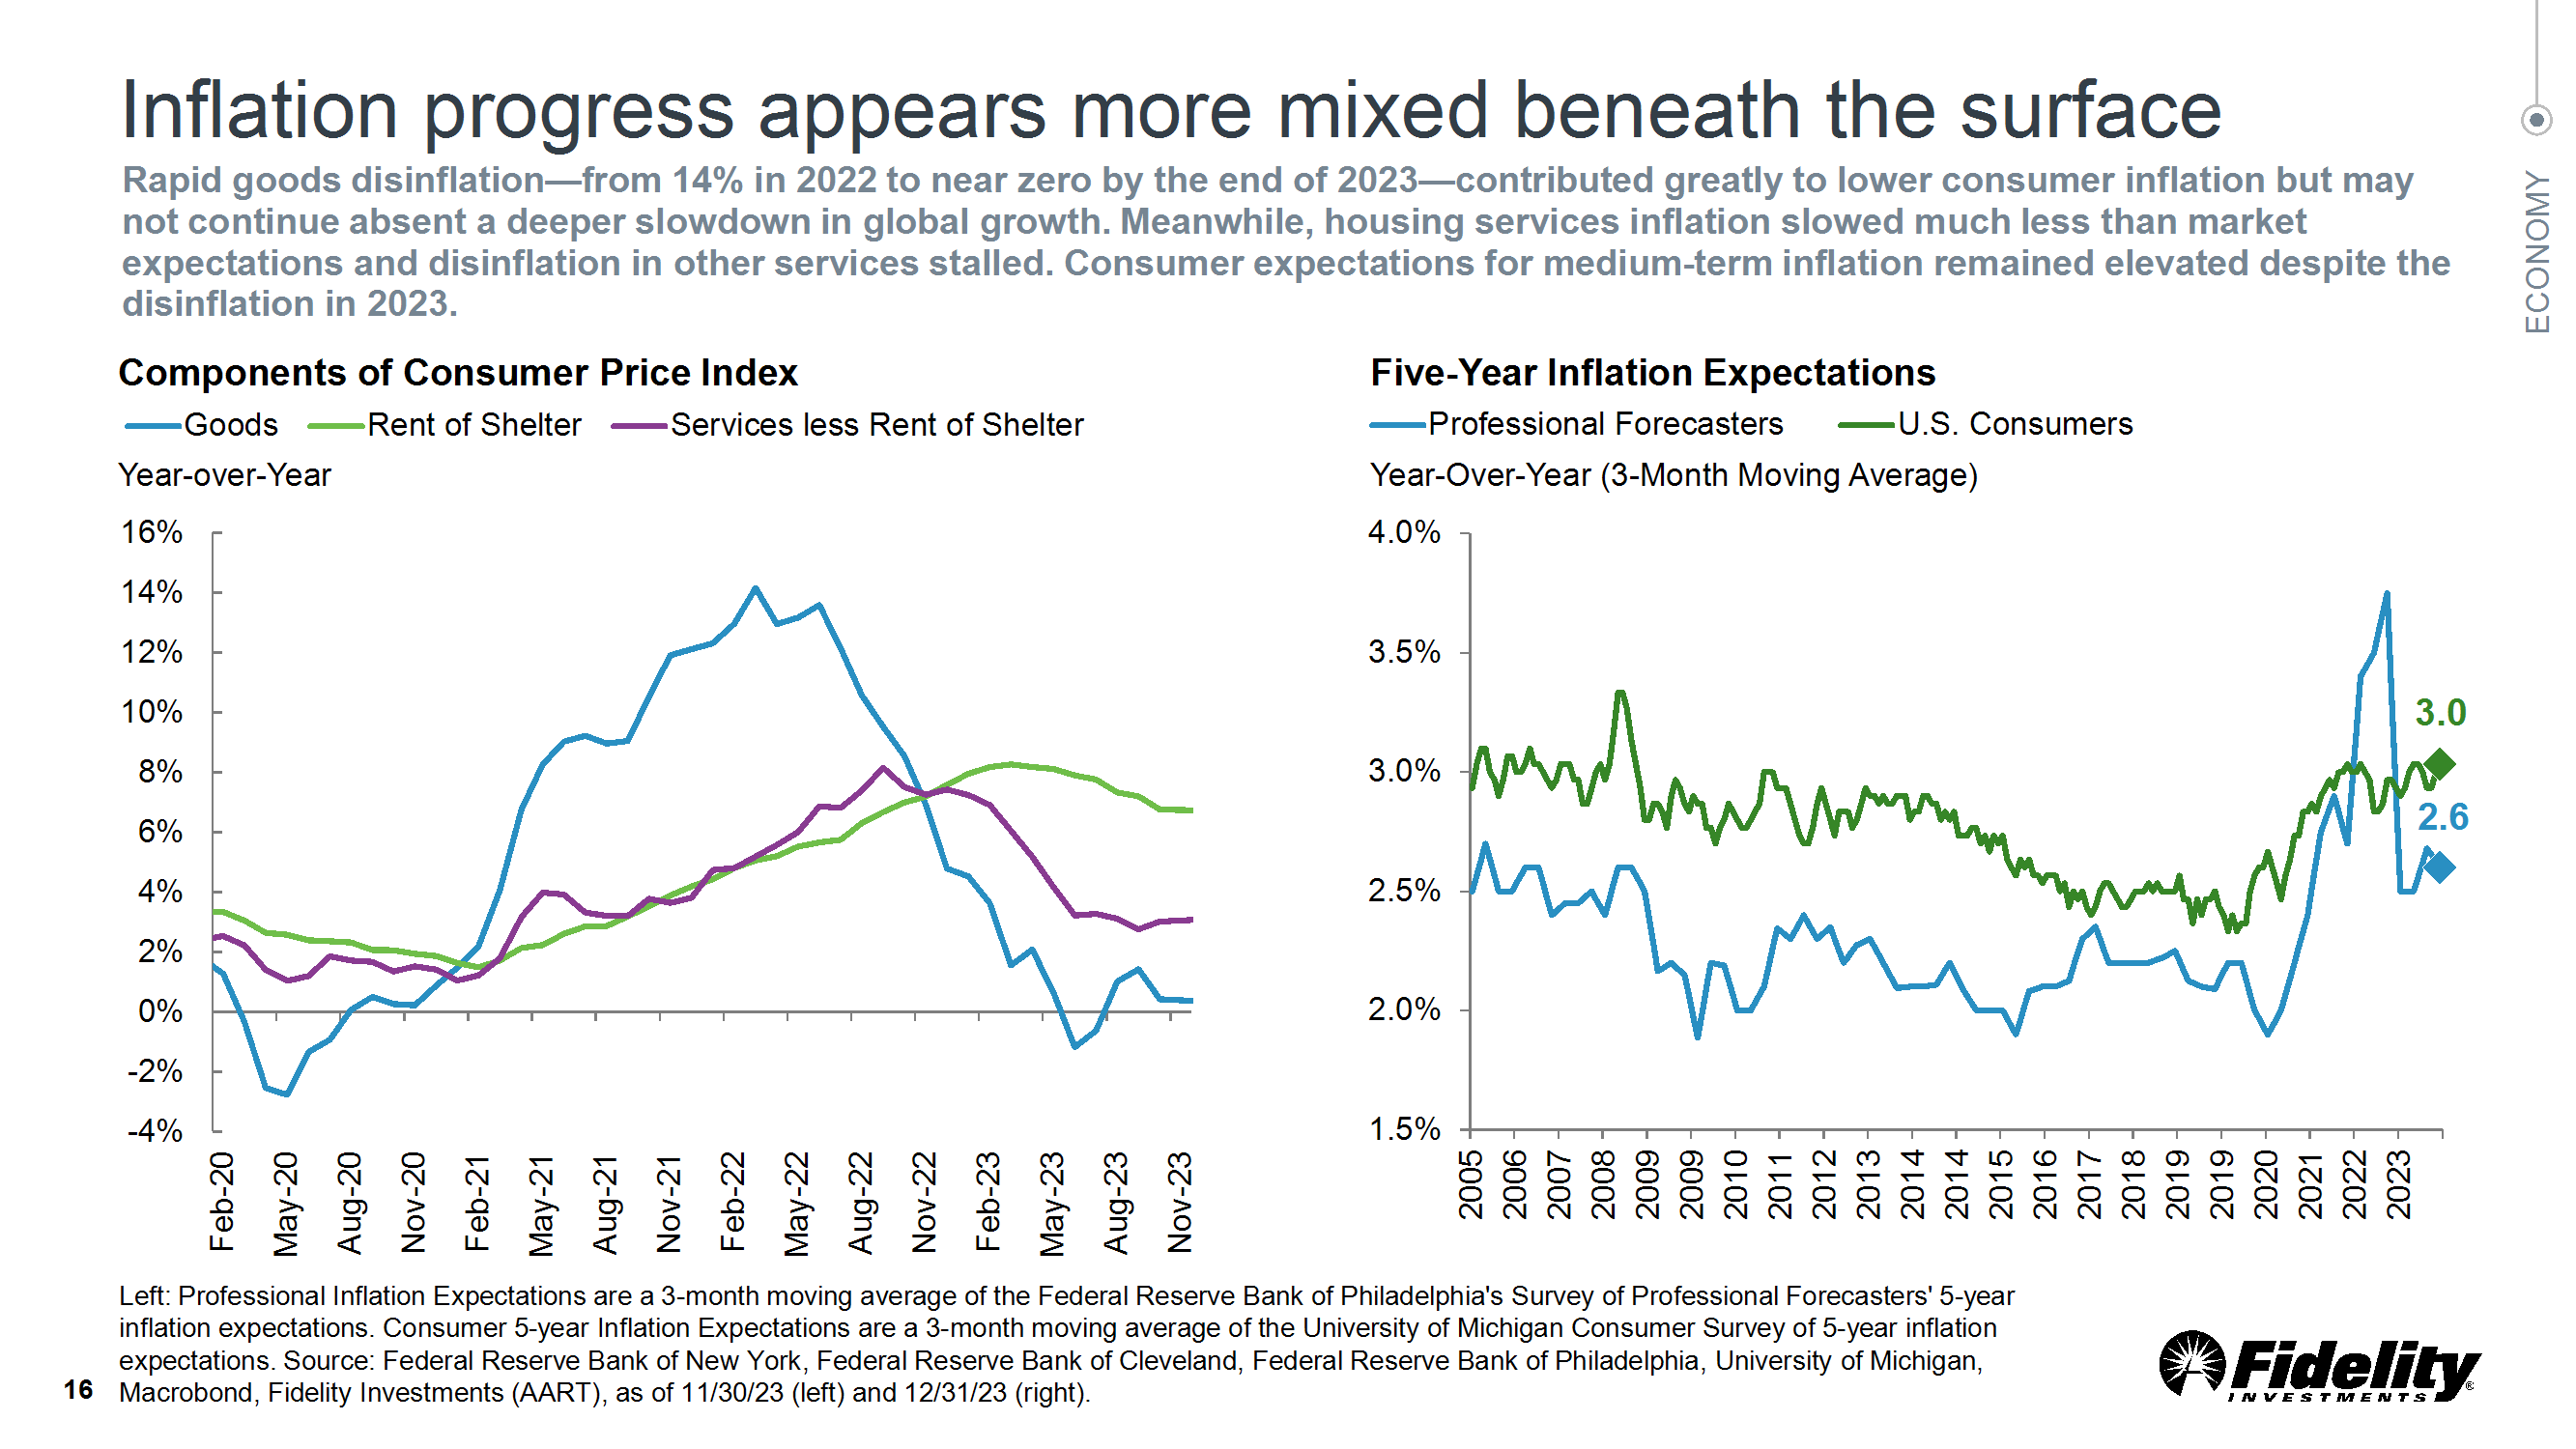 Inflation progress appears more mixed beneath the surface
Rapid goods disinflation—from 14% in 2022 to near zero by the end of 2023—contributed greatly to lower consumer inflation but may
not continue absent a deeper slowdown in global growth. Meanwhile, housing services inflation slowed much less than market
expectations and disinflation in other services stalled. Consumer expectations for medium-term inflation remained elevated despite the
disinflation in 2023.
ECONOMY
Components of Consumer Price Index
Goods Rent of Shelter Services less Rent of Shelter
Year-over-Year
16%
14%
12%
10%
8%
6%
4%
2%
0%
-2%
-4%
Feb-20 May-20 Aug-20 Nov-20 Feb-21 May-21 Aug-21 Nov-21 Feb-22 May-22 Aug-22 Nov-22 Feb-23 May-23 Aug-23 Nov-23
Five-Year Inflation Expectations
Professional Forecasters U.S. Consumers
Year-Over-Year (3-Month Moving Average)
4.0%
3.5%
3.0%
2.5%
2.0%
1.5%
3.0
2.6
2005 2006 2007 2008 2009 2009 2010 2011 2012 2013 2014 2014 2015 2016 2017 2018 2019 2019 2020 2021 2022 2023
Left: Professional Inflation Expectations are a 3-month moving average of the Federal Reserve Bank of Philadelphia's Survey of Professional Forecasters' 5-year
inflation expectations. Consumer 5-year Inflation Expectations are a 3-month moving average of the University of Michigan Consumer Survey of 5-year inflation
expectations. Source: Federal Reserve Bank of New York, Federal Reserve Bank of Cleveland, Federal Reserve Bank of Philadelphia, University of Michigan,
Macrobond, Fidelity Investments (AART), as of 11/30/23 (left) and 12/31/23 (right).
16
Fidelity®
INVESTMENTS